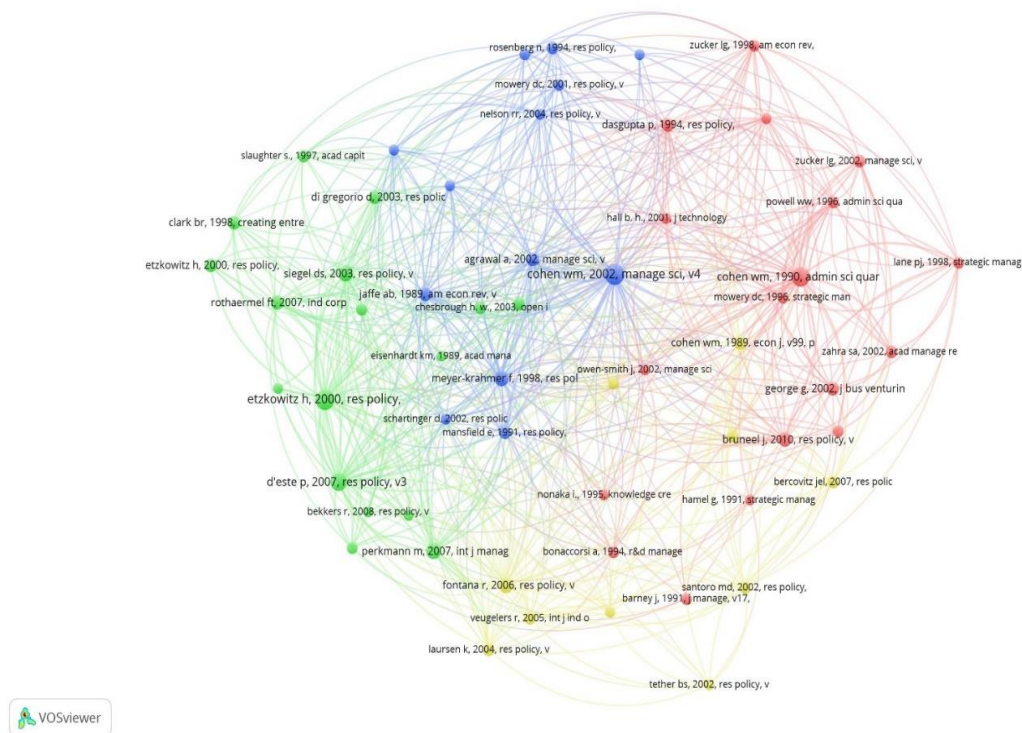 rosenberg n, 1994, res policy,
zucker lg, 1998, am econ rev,
mowery dc, 2001, res policy, v
nelson rr, 2004, res policy, v
dasgupta p, 1994, res policy,
slaughter s., 1997, acad capit
zucker lg, 2002, manage sci, v
di gregorio d, 2003, res polic
powell ww, 1996, admin sci qua
clark br, 1998, creating entre
hall b. h., 2001, j technology
etzkowitz h, 2000, res policy,
agrawal a, 2002, manage sci, v
lane pj, 1998, strategic manag
siegel ds, 2003, res policy, v
cohen wm, 2002, manage sci, v4
cohen wm, 1990, admin sci quar
jaffe ab, 1989, am econ rev, v
mowery dc, 1996, strategic man
rothaermel ft, 2007, ind corp
chesbrough h. w., 2003, open i
cohen wm, 1989, econ j, v99, p
zahra sa, 2002, acad manage re
eisenhardt km, 1989, acad mana
owen-smith j, 2002, manage sci
meyer-krahmer f, 1998, res pol
george g, 2002, j bus venturin
etzkowitz h, 2000, res policy,
schartinger d, 2002, res polic
mansfield e, 1991, res policy,
bruneel j, 2010, res policy, v
d'este p, 2007, res policy, v3
bercovitz jel, 2007, res polic
nonaka i., 1995, knowledge cre
hamel g, 1991, strategic manag
bekkers r, 2008, res policy, v
perkmann m, 2007, int j manag
bonaccorsi a, 1994, r&d manage
fontana r, 2006, res policy, v
santoro md, 2002, res policy,
barney j, 1991, j manage, v17,
veugelers r, 2005, int j ind o
laursen k, 2004, res policy, v
tether bs, 2002, res policy, v
VOSviewer